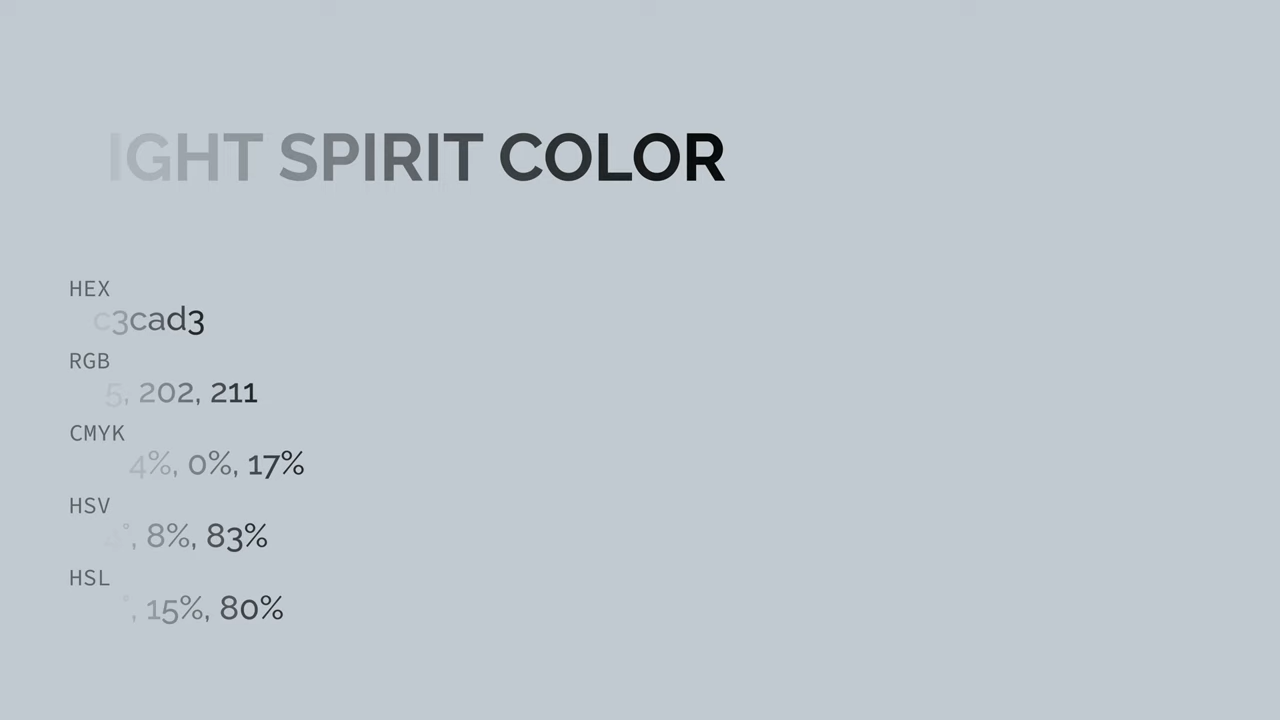 IGHT SPIRIT COLOR
HEX
c3cad3
RGB
5, 202, 211
CMYK
4%, 0%, 17%
HSV
4°, 8%, 83%
HSL
°, 15%, 80%